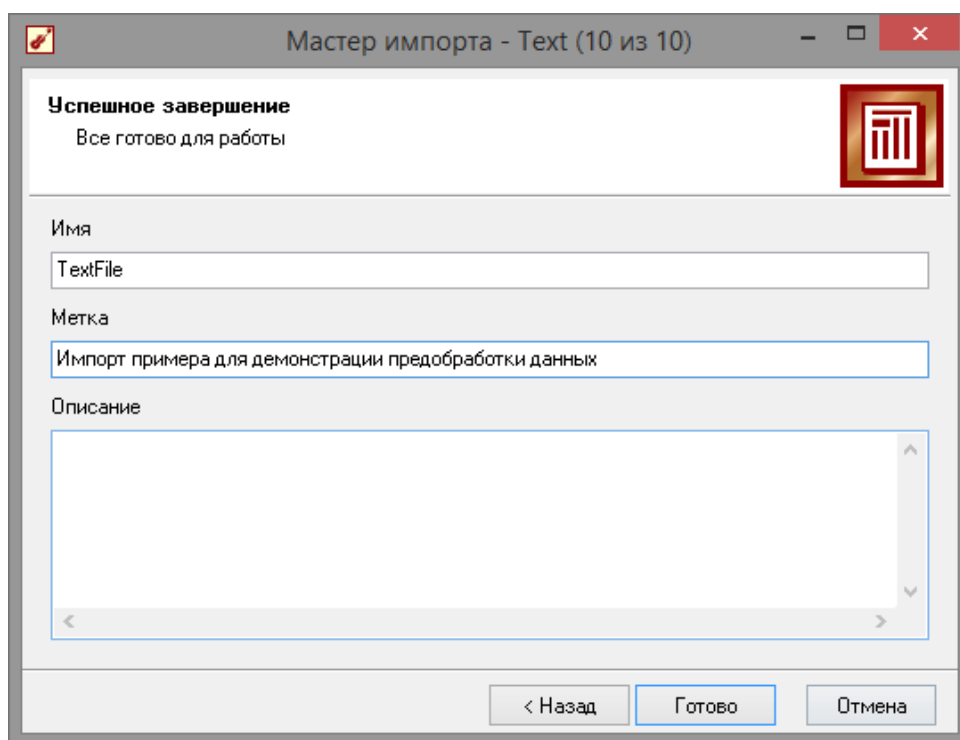 Мастер импорта - Text (10 из 10)
Успешное завершение
Все готово для работы
Имя
TextFile
Метка
Импорт примера для демонстрации предобработки данных
Описание
< Назад
Готово
Отмена